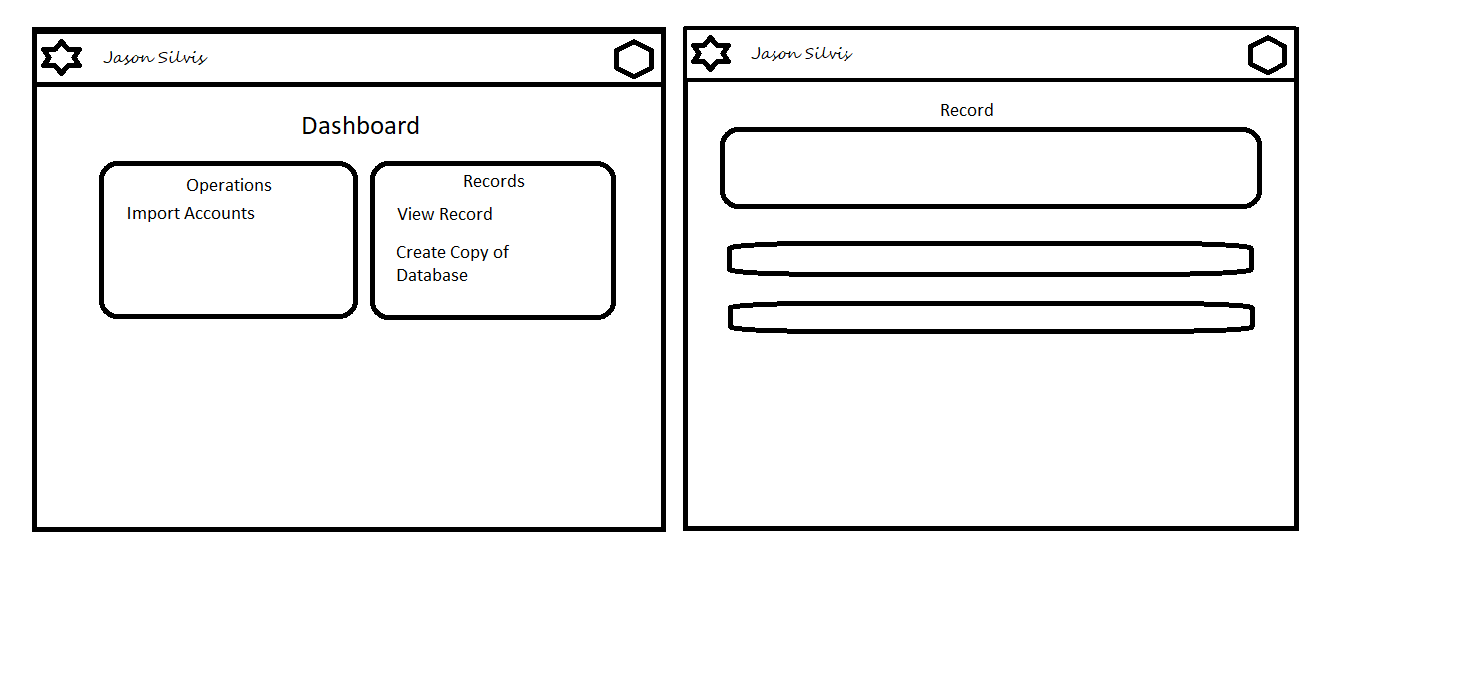 Jason Silvis
Dashboard
Operations
Import Accounts
Records
View Record
Create Copy of
Database
Jason Silvis
Record